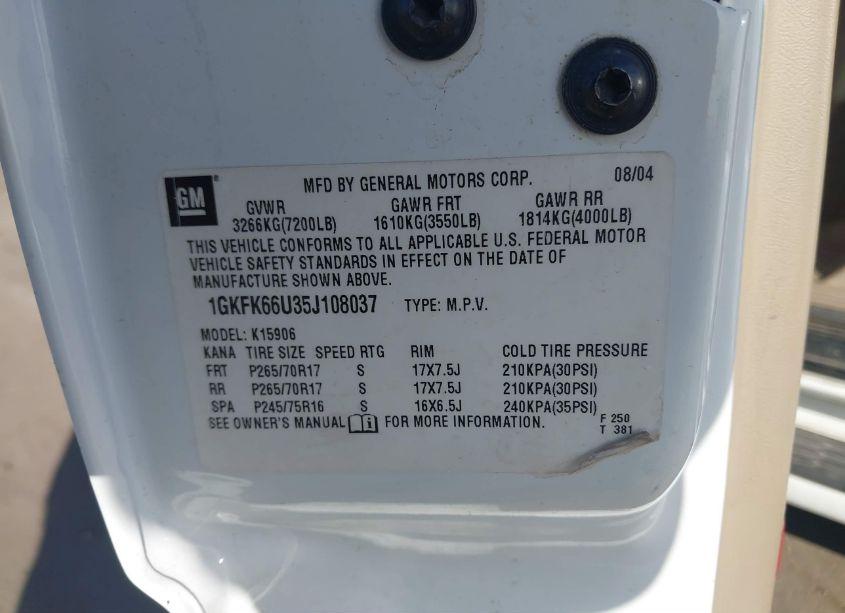 GM ® MFD BY GENERAL MOTORS CORP. 08/04
GVWR GAWR FRT GAWR RR
3266KG(7200LB) 1610KG(3550LB) 1814KG(4000LB)
THIS VEHICLE CONFORMS TO ALL APPLICABLE U.S. FEDERAL MOTOR
VEHICLE SAFETY STANDARDS IN EFFECT ON THE DATE OF
MANUFACTURE SHOWN ABOVE.
1GKFK66U35J108037 TYPE: M.P.V.
MODEL: K15906
KANA TIRE SIZE SPEED RTG RIM COLD TIRE PRESSURE
FRT P265/70R17 S 17X7.5J 210KPA(30PSI)
RR P265/70R17 S 17X7.5J 210KPA(30PSI)
SPA P245/75R16 S 16X6.5J 240KPA(35PSI)
SEE OWNER'S MANUAL i FOR MORE INFORMATION. F 250
T 381